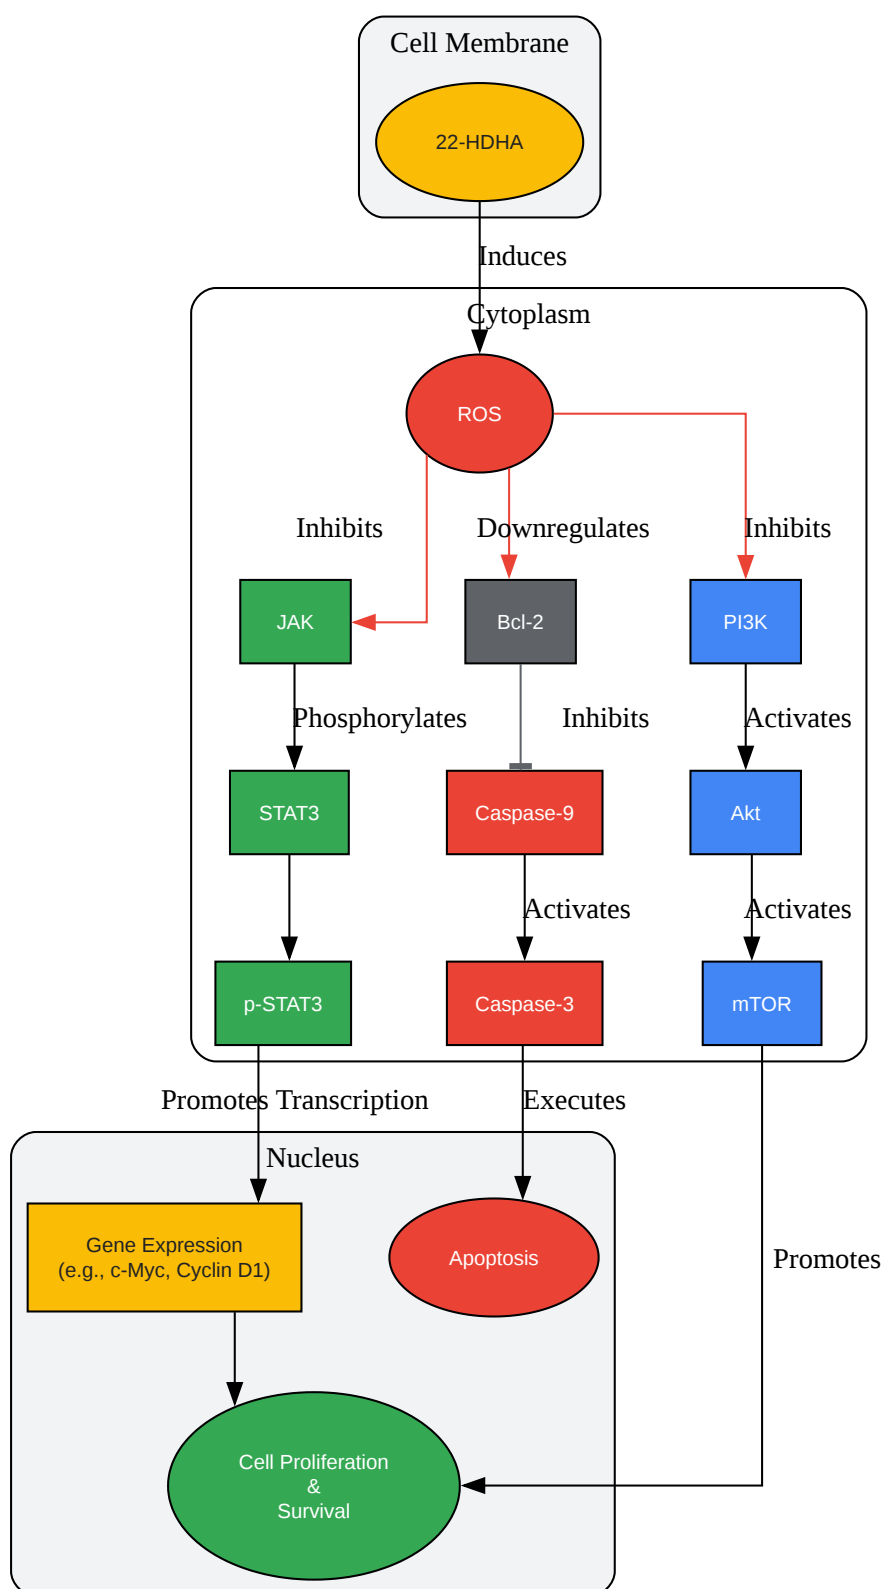 Cell Membrane
22-HDHA
Induces
Cytoplasm
ROS
Inhibits
Downregulates
Inhibits
JAK
Bcl-2
PI3K
Phosphorylates
Inhibits
Activates
STAT3
Caspase-9
Akt
Activates
Activates
p-STAT3
Caspase-3
mTOR
Promotes Transcription
Executes
Nucleus
Gene Expression
(e.g., c-Myc, Cyclin D1)
Apoptosis
Promotes
Cell Proliferation
&
Survival